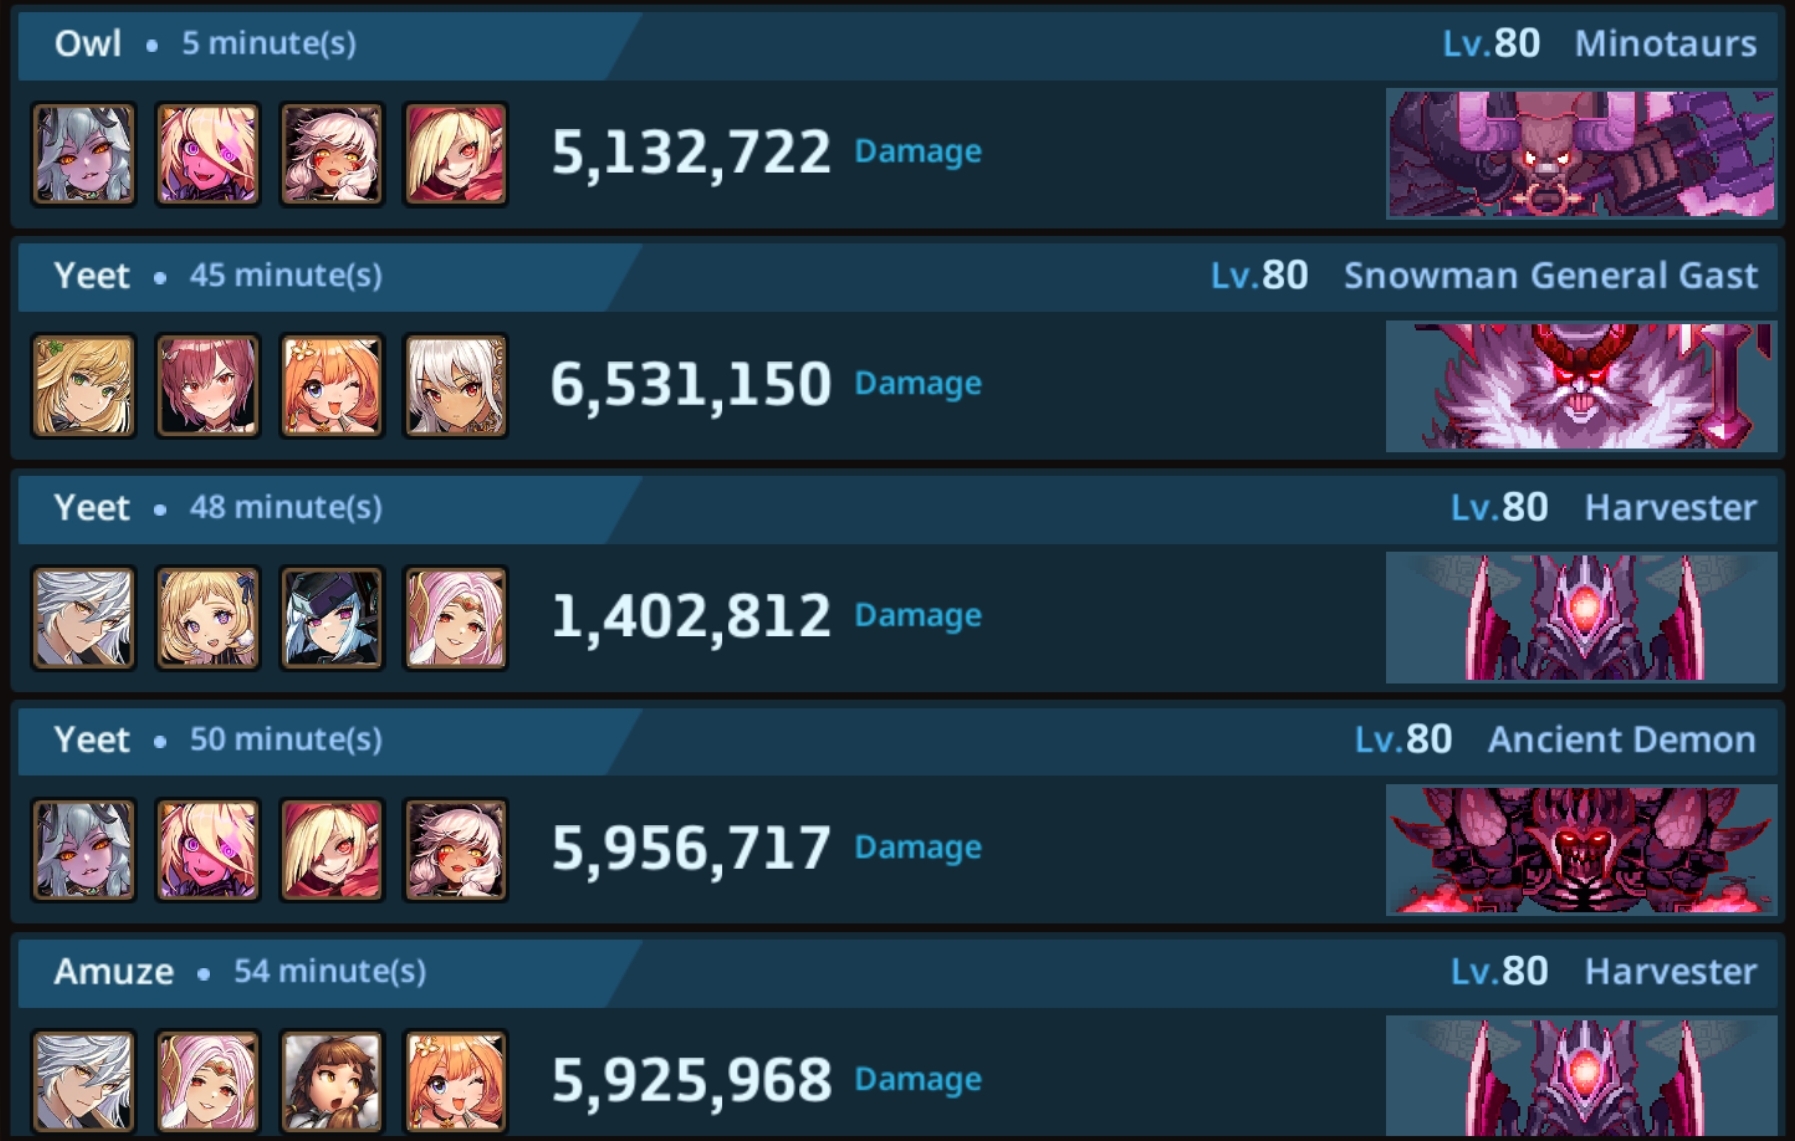 Owl • 5 minute(s) Lv.80 Minotaurs
5,132,722 Damage
Yeet • 45 minute(s) Lv.80 Snowman General Gast
6,531,150 Damage
Yeet • 48 minute(s) Lv.80 Harvester
1,402,812 Damage
Yeet • 50 minute(s) Lv.80 Ancient Demon
5,956,717 Damage
Amuze • 54 minute(s) Lv.80 Harvester
5,925,968 Damage